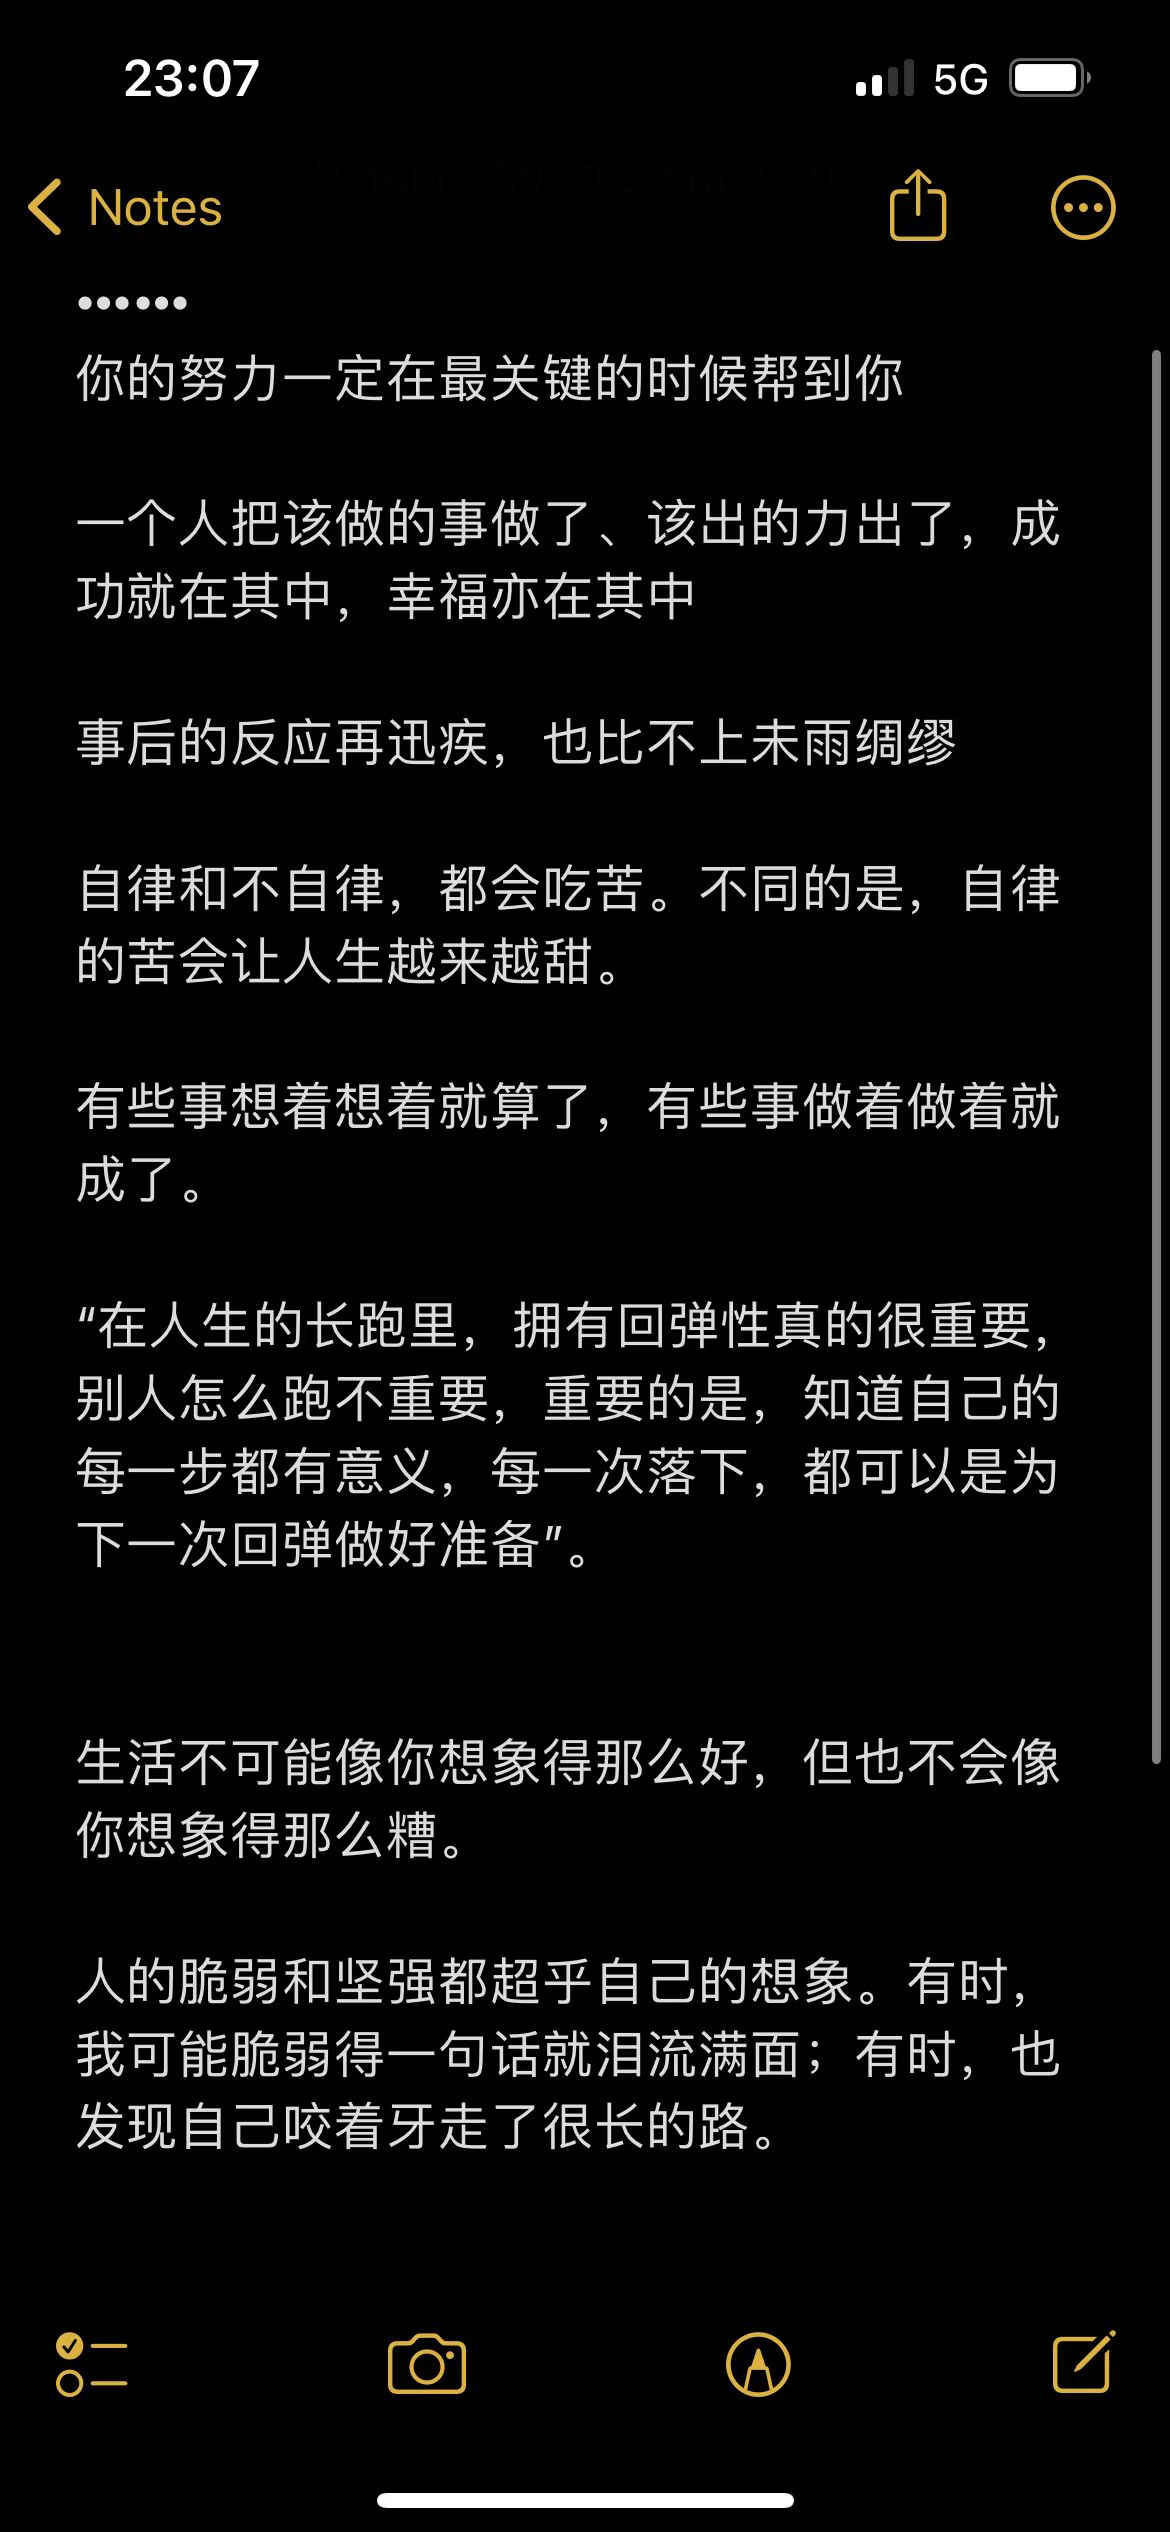 23:07
5G
Notes
••••••
你的努力一定在最关键的时候帮到你
一个人把该做的事做了、该出的力出了，成
功就在其中，幸福亦在其中
事后的反应再迅疾，也比不上未雨绸缪
自律和不自律，都会吃苦。不同的是，自律
的苦会让人生越来越甜。
有些事想着想着就算了，有些事做着做着就
成了。
“在人生的长跑里，拥有回弹性真的很重要，
别人怎么跑不重要，重要的是，知道自己的
每一步都有意义，每一次落下，都可以是为
下一次回弹做好准备”。
生活不可能像你想象得那么好，但也不会像
你想象得那么糟。
人的脆弱和坚强都超乎自己的想象。有时，
我可能脆弱得一句话就泪流满面；有时，也
发现自己咬着牙走了很长的路。